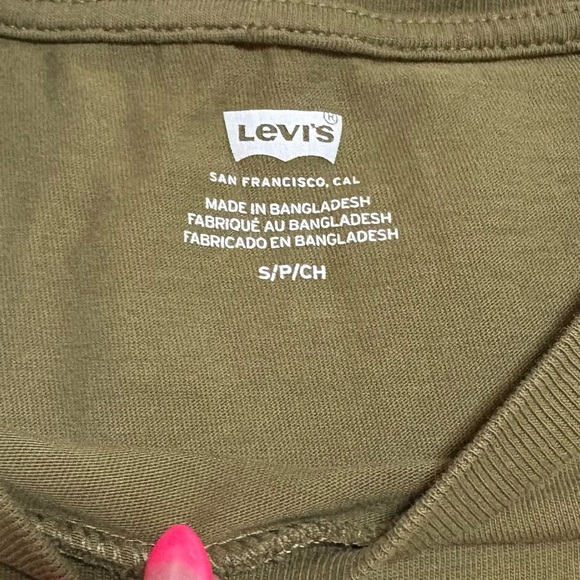 Levi's®
SAN FRANCISCO, CAL
MADE IN BANGLADESH
FABRIQUÉ AU BANGLADESH
FABRICADO EN BANGLADESH
S/P/CH